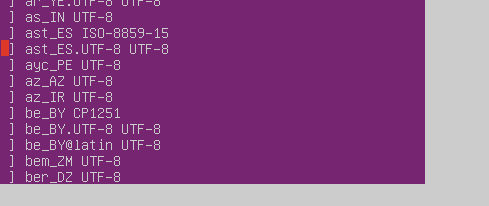 ] ar_YE.UTF-8 UTF-8
] as_IN UTF-8
] ast_ES ISO-8859-15
] ast_ES.UTF-8 UTF-8
] ayc_PE UTF-8
] az_AZ UTF-8
] az_IR UTF-8
] be_BY CP1251
] be_BY.UTF-8 UTF-8
] be_BY@latin UTF-8
] bem_ZM UTF-8
] ber_DZ UTF-8